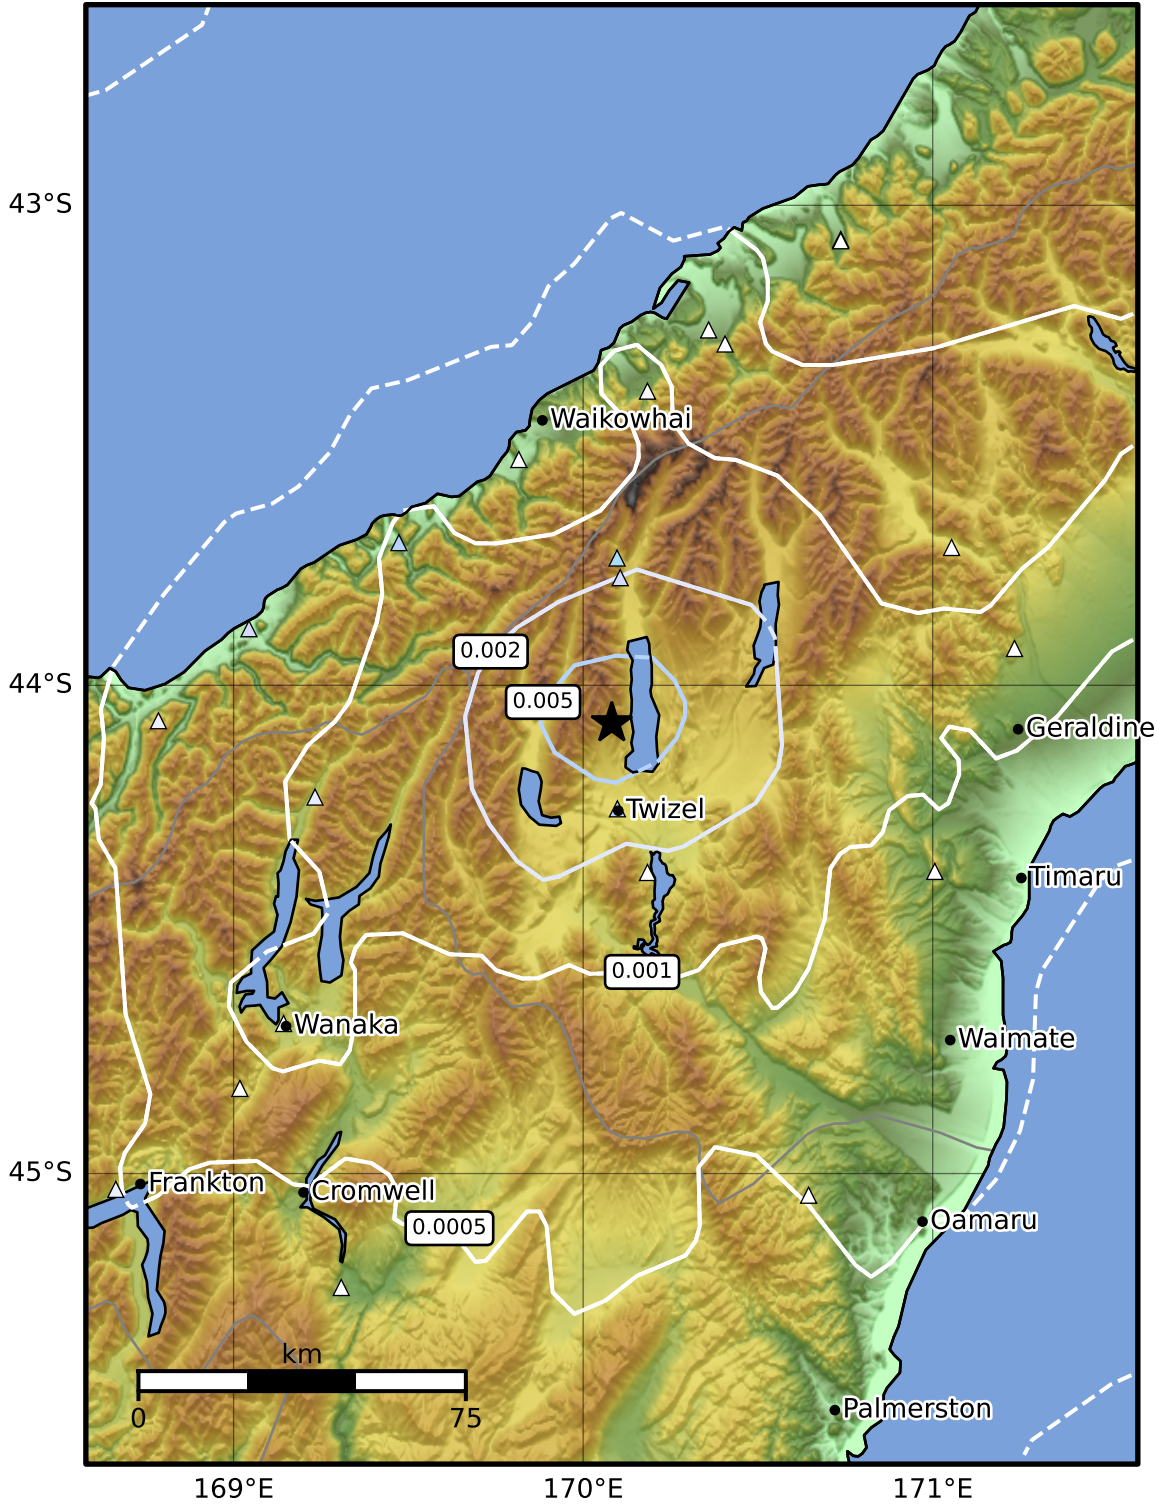 43°S
Waikowhai
0.002
44°S
0.005
Geraldine
Twizel
Timaru
0.001
Wanaka
Waimate
45°S
Frankton
Cromwell
Oamaru
0.0005
km
0 75
Palmerston
169°E 170°E 171°E